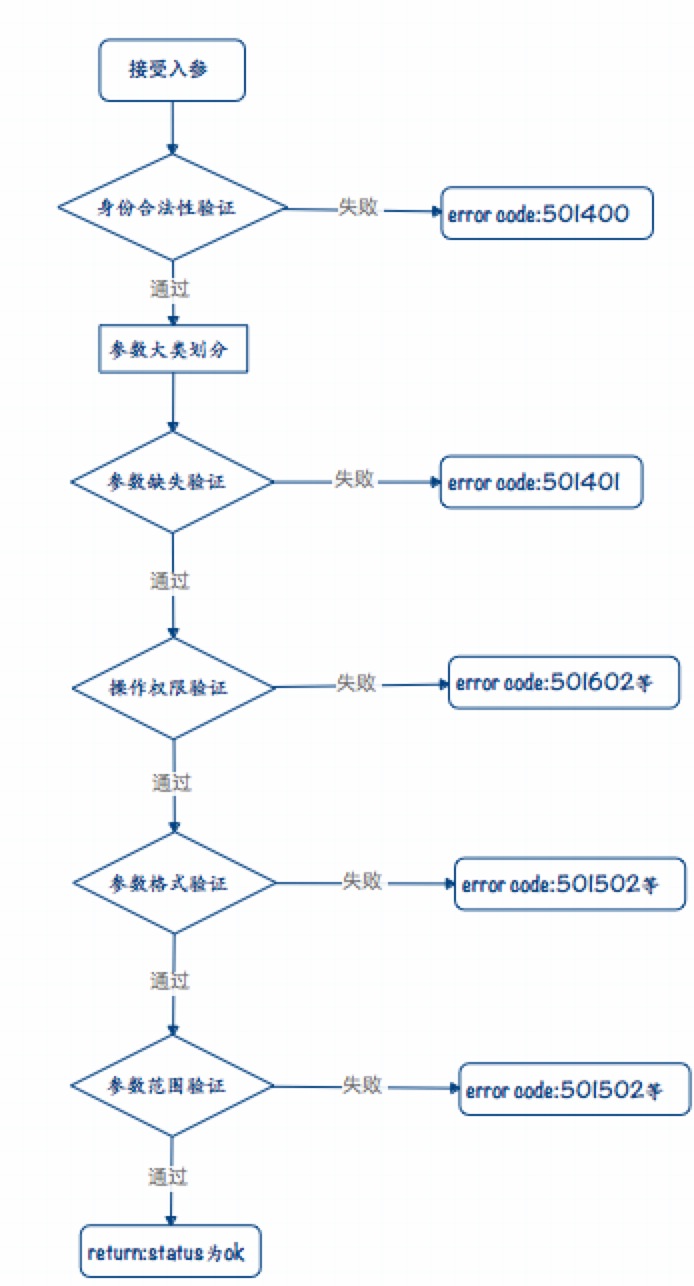 接受入参
身份合法性验证
失败
error code:501400
通过
参数大类划分
参数缺失验证
失败
error code:501401
通过
操作权限验证
失败
error code:501602等
通过
参数格式验证
失败
error code:501502等
通过
参数范围验证
失败
error code:501502等
通过
return:status为ok